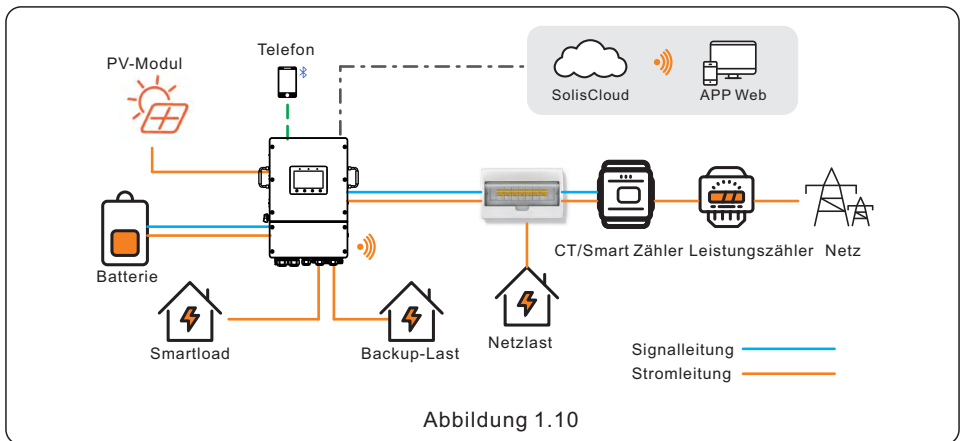 Telefon
PV-Modul
SolisCloud
APP Web
Batterie
CT/Smart Zähler
Leistungszähler
Netz
Smartload
Backup-Last
Netzlast
Signalleitung
Stromleitung
Abbildung 1.10